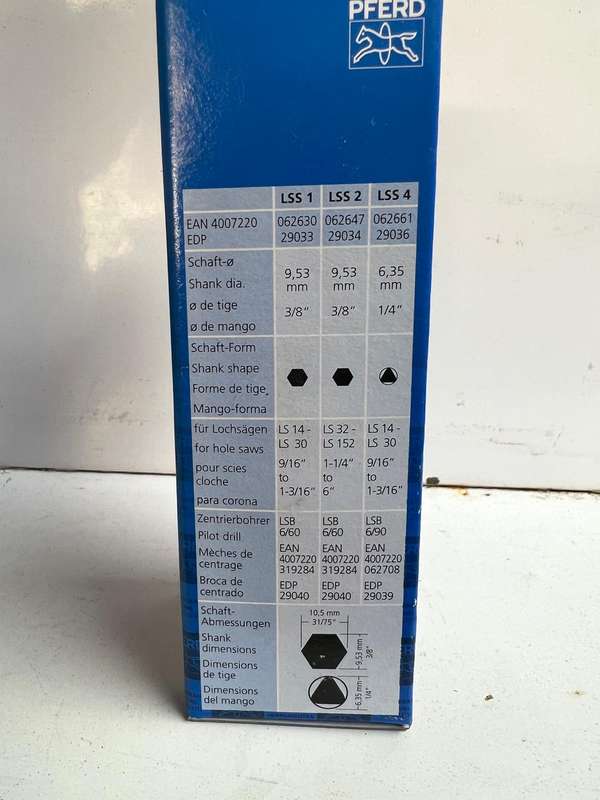 PFERD
LSS 1 LSS 2 LSS 4
EAN 4007220 062630 062647 062661
EDP 29033 29034 29036
Schaft-ø
Shank dia.
ø de tige
ø de mango
9,53 mm 9,53 mm 6,35 mm
3/8" 3/8" 1/4"
Schaft-Form
Shank shape
Forme de tige
Mango-forma
für Lochsägen
for hole saws
pour scies
cloche
para corona
LS 14 - LS 32 - LS 14 -
LS 30 LS 152 LS 30
9/16" 1-1/4" 9/16"
to to to
1-3/16" 6" 1-3/16"
Zentrierbohrer
Pilot drill
Mèches de
centrage
Broca de
centrado
LSB LSB LSB
6/60 6/60 6/90
EAN EAN EAN
4007220 4007220 4007220
319284 319284 062708
EDP EDP EDP
29040 29040 29039
Schaft-
Abmessungen
Shank
dimensions
Dimensions
de tige
Dimensions
del mango
10,5 mm
31/75"
9,53 mm
3/8"
6,35 mm
1/4"